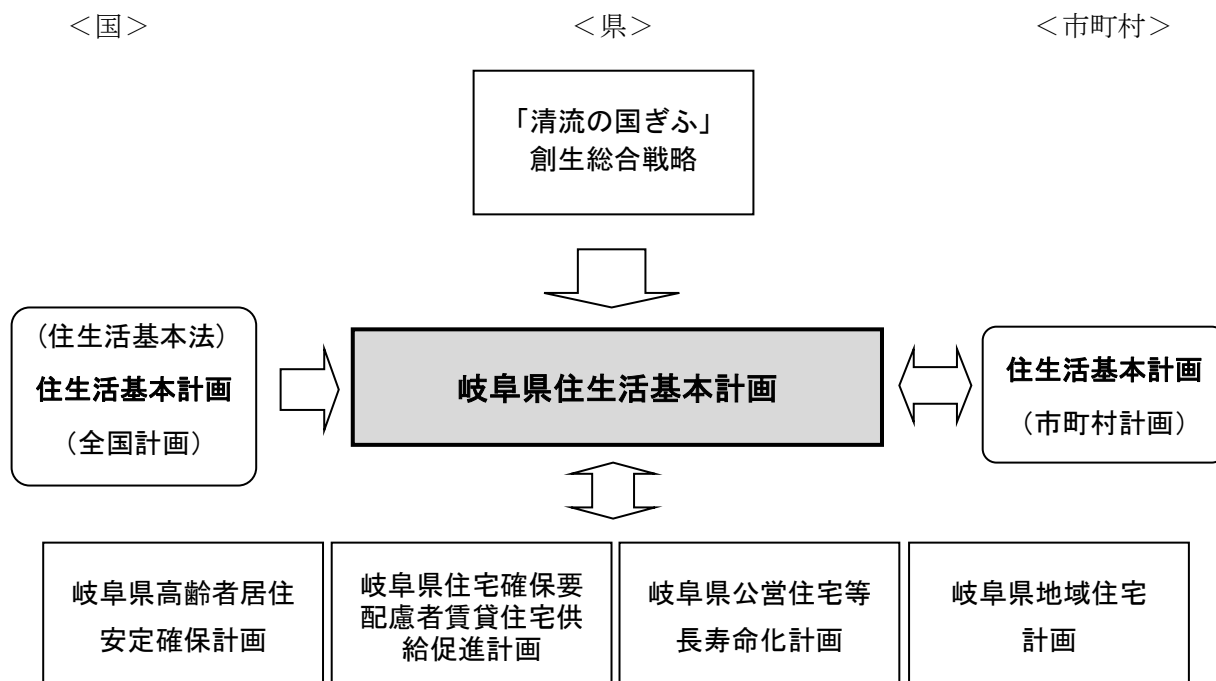 ＜国＞
＜県＞
＜市町村＞
「清流の国ぎふ」
創生総合戦略
(住生活基本法)
住生活基本計画
(全国計画)
岐阜県住生活基本計画
住生活基本計画
(市町村計画)
岐阜県高齢者居住
安定確保計画
岐阜県住宅確保要
配慮者賃貸住宅供
給促進計画
岐阜県公営住宅等
長寿命化計画
岐阜県地域住宅
計画